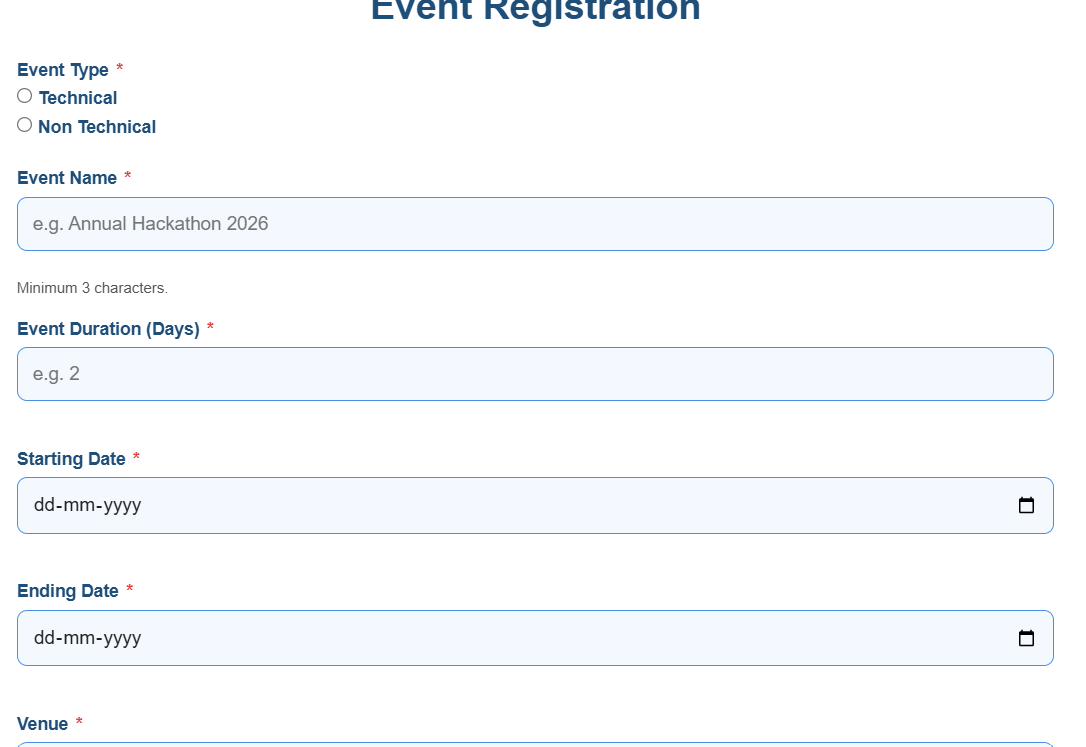 Event Registration
Event Type *
Technical
Non Technical
Event Name *
e.g. Annual Hackathon 2026
Minimum 3 characters.
Event Duration (Days) *
e.g. 2
Starting Date *
dd-mm-yyyy
Ending Date *
dd-mm-yyyy
Venue *